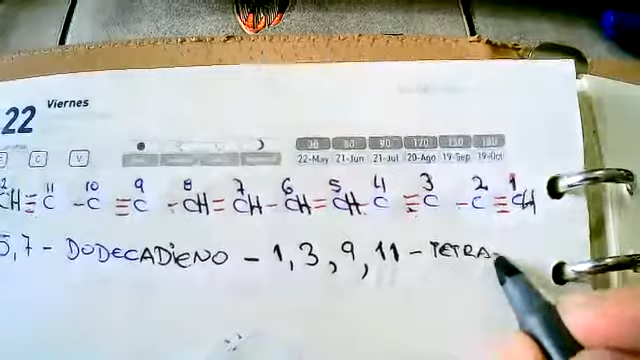 Viernes
22
C V
30 60 90 120 150 180
22-May 21-Jun 21-Jul 20-Ago 19-Sep 19-Oct
2 11 10 9 8 7 6 5 4 3 2 1
CH≡C-C≡C-CH=CH-CH=CH-C≡C-C≡CH
5,7-DODECADiENO-1,3,9,11-TETRA